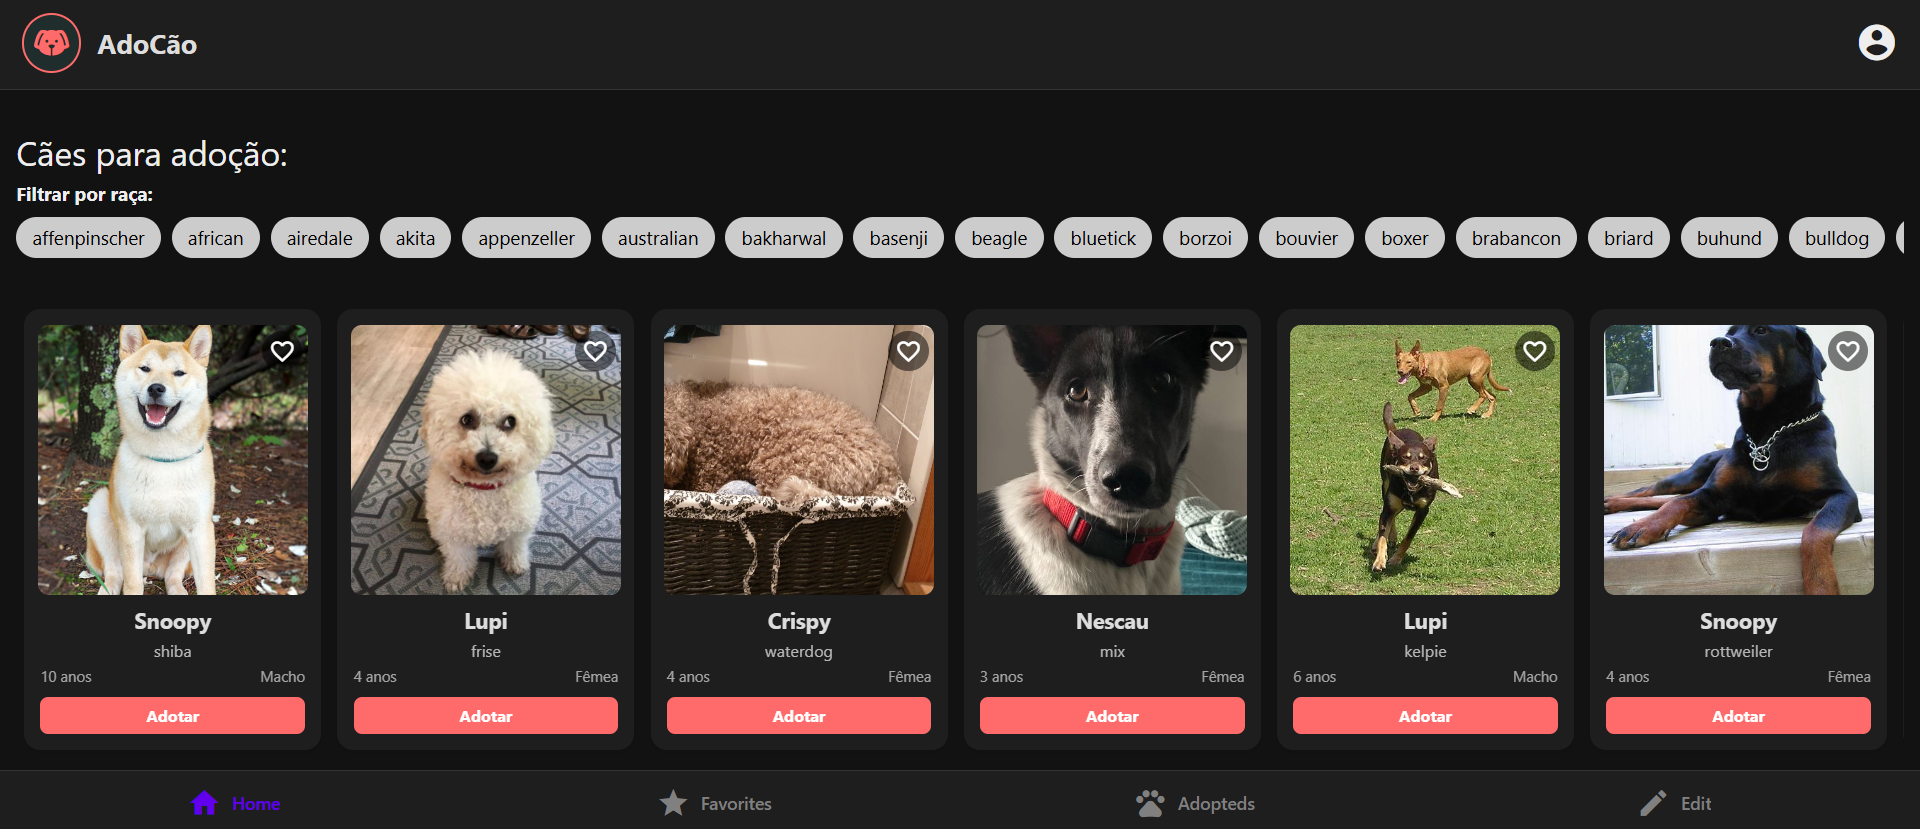 AdoCão
Cães para adoção:
Filtrar por raça:
affenpinscher african airedale akita appenzeller australian bakharwal basenji beagle bluetick borzoi bouvier boxer brabancon briard buhund bulldog
Snoopy Lupi Crispy Nescau Lupi Snoopy
shiba frise waterdog mix kelpie rottweiler
10 anos Macho 4 anos Fêmea 4 anos Fêmea 3 anos Fêmea 6 anos Macho 4 anos Fêmea
Adotar Adotar Adotar Adotar Adotar Adotar
Home Favorites Adopteds Edit